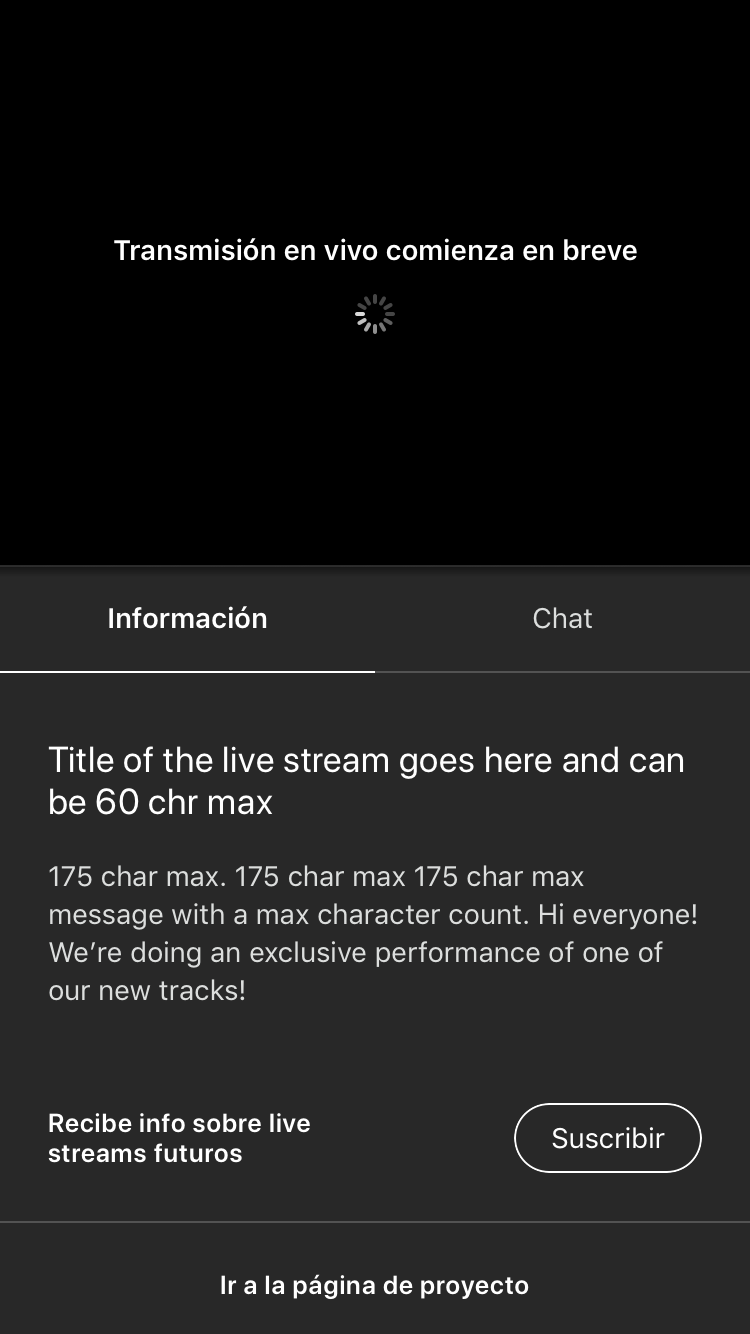 Transmisión en vivo comienza en breve
Información
Chat
Title of the live stream goes here and can
be 60 chr max
175 char max. 175 char max 175 char max
message with a max character count. Hi everyone!
We’re doing an exclusive performance of one of
our new tracks!
Recibe info sobre live
streams futuros
Suscribir
Ir a la página de proyecto